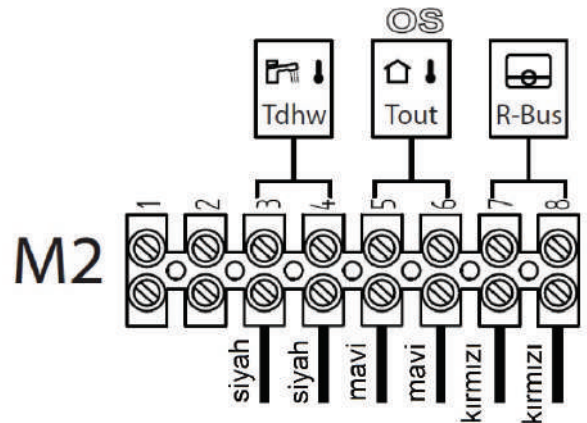 OS
Tdhw Tout R-Bus
1 2 3 4 5 6 7 8
M2
siyah siyah mavi mavi kırmızı kırmızı